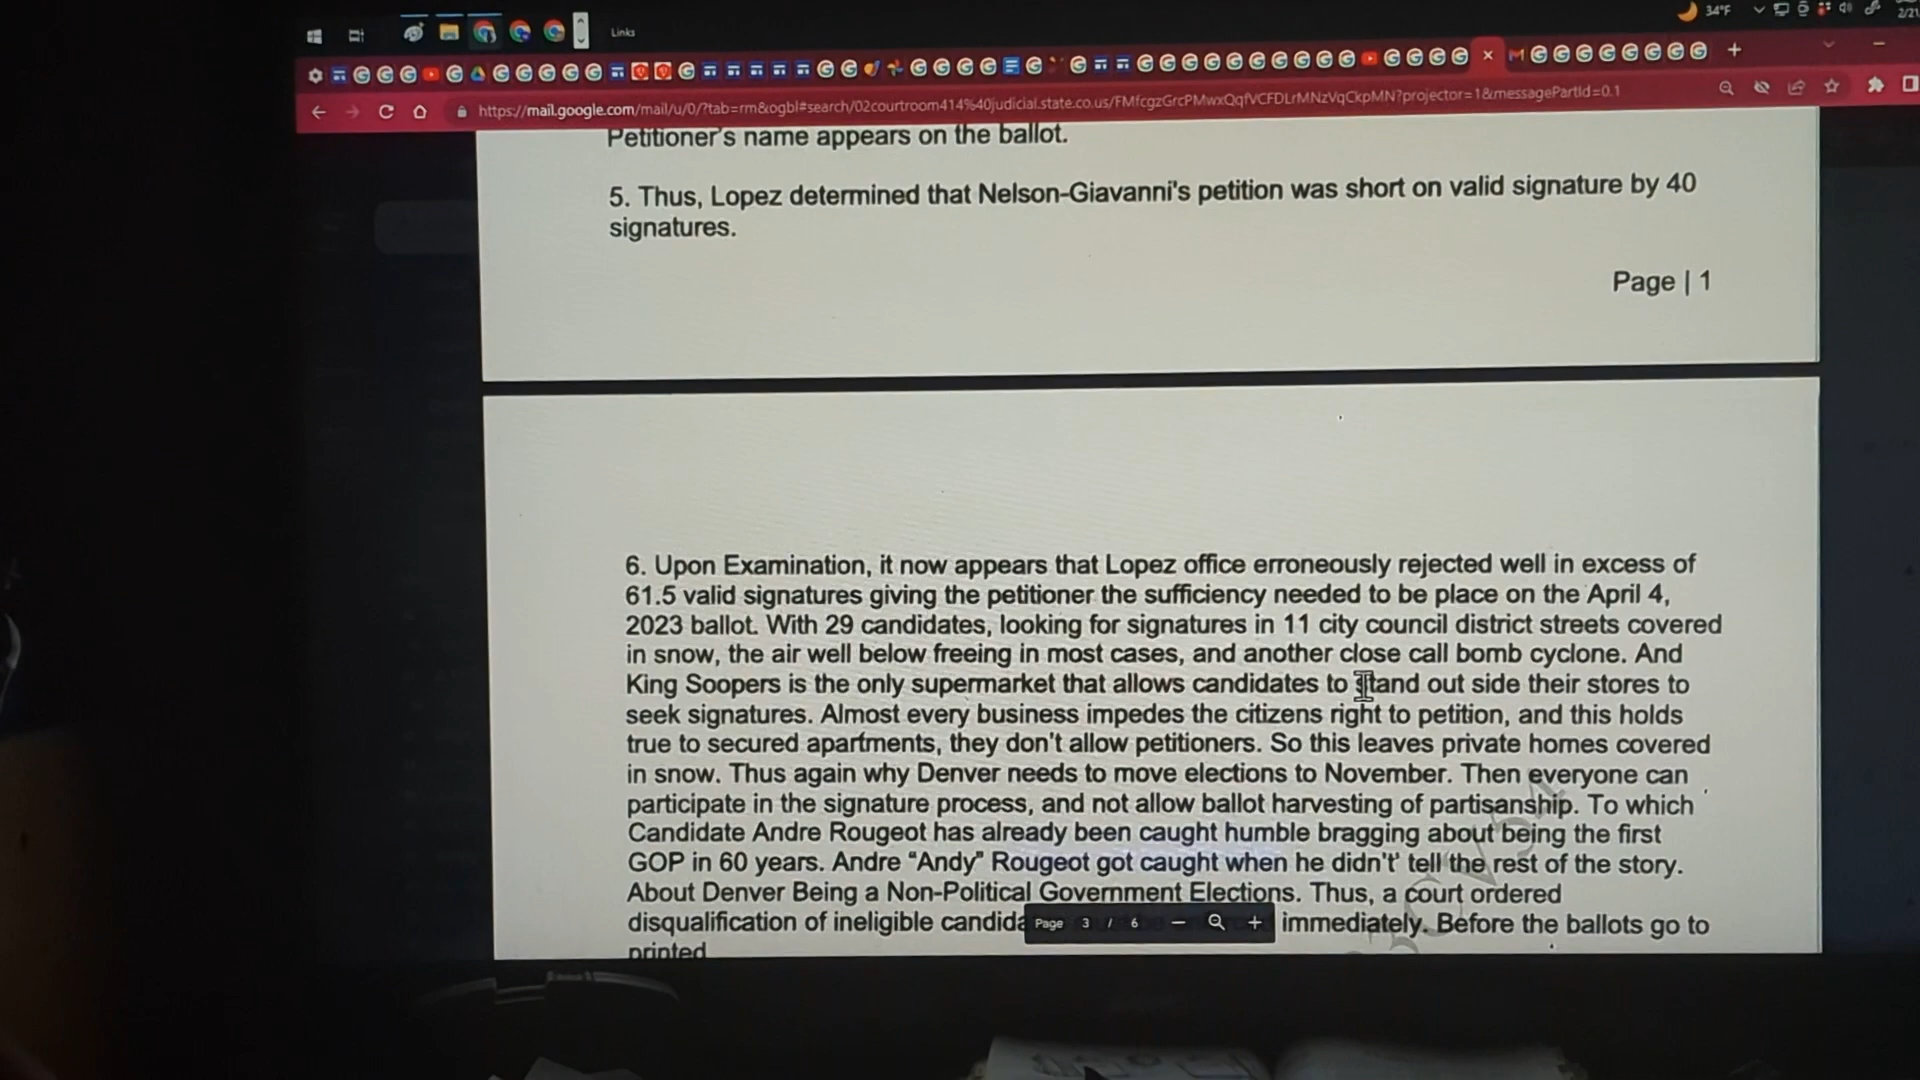 Links
34°F
2/21
https://mail.google.com/mail/u/0/?tab=rm&ogbl#search/02courtroom414%40judicial.state.co.us/FMfcgzGrcPMwxQqfVCFDLrMNzVqCkpMN?projector=1&messagePartId=0.1
Petitioner's name appears on the ballot.
5. Thus, Lopez determined that Nelson-Giavanni's petition was short on valid signature by 40
signatures.
Page | 1
6. Upon Examination, it now appears that Lopez office erroneously rejected well in excess of
61.5 valid signatures giving the petitioner the sufficiency needed to be place on the April 4,
2023 ballot. With 29 candidates, looking for signatures in 11 city council district streets covered
in snow, the air well below freeing in most cases, and another close call bomb cyclone. And
King Soopers is the only supermarket that allows candidates to stand out side their stores to
seek signatures. Almost every business impedes the citizens right to petition, and this holds
true to secured apartments, they don't allow petitioners. So this leaves private homes covered
in snow. Thus again why Denver needs to move elections to November. Then everyone can
participate in the signature process, and not allow ballot harvesting of partisanship. To which
Candidate Andre Rougeot has already been caught humble bragging about being the first
GOP in 60 years. Andre "Andy" Rougeot got caught when he didn't' tell the rest of the story.
About Denver Being a Non-Political Government Elections. Thus, a court ordered
disqualification of ineligible candida immediately. Before the ballots go to
printed
Page 3 / 6